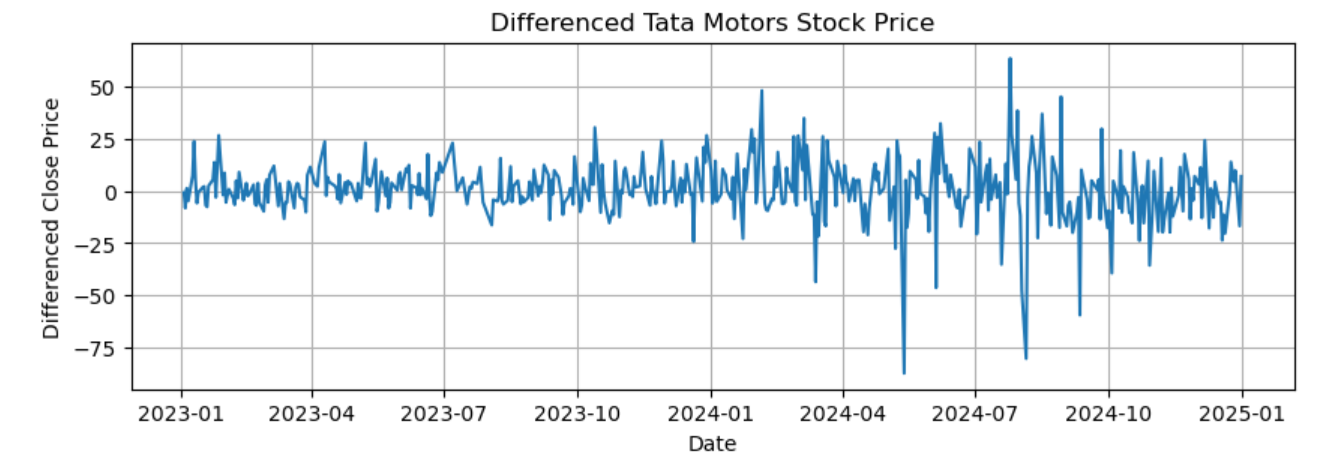 Differenced Tata Motors Stock Price
Differenced Close Price
50
25
0
−25
−50
−75
2023-01 2023-04 2023-07 2023-10 2024-01 2024-04 2024-07 2024-10 2025-01
Date